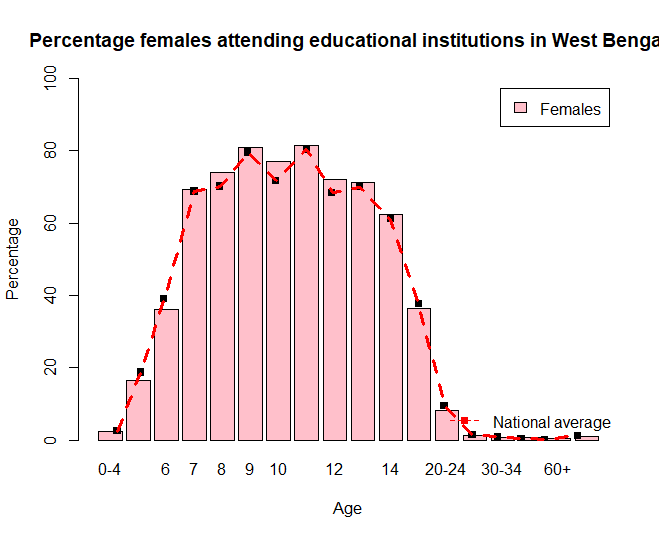 Percentage females attending educational institutions in West Benga
100
80
60
40
20
0
Percentage
Females
National average
0-4 6 7 8 9 10 12 14 20-24 30-34 60+
Age